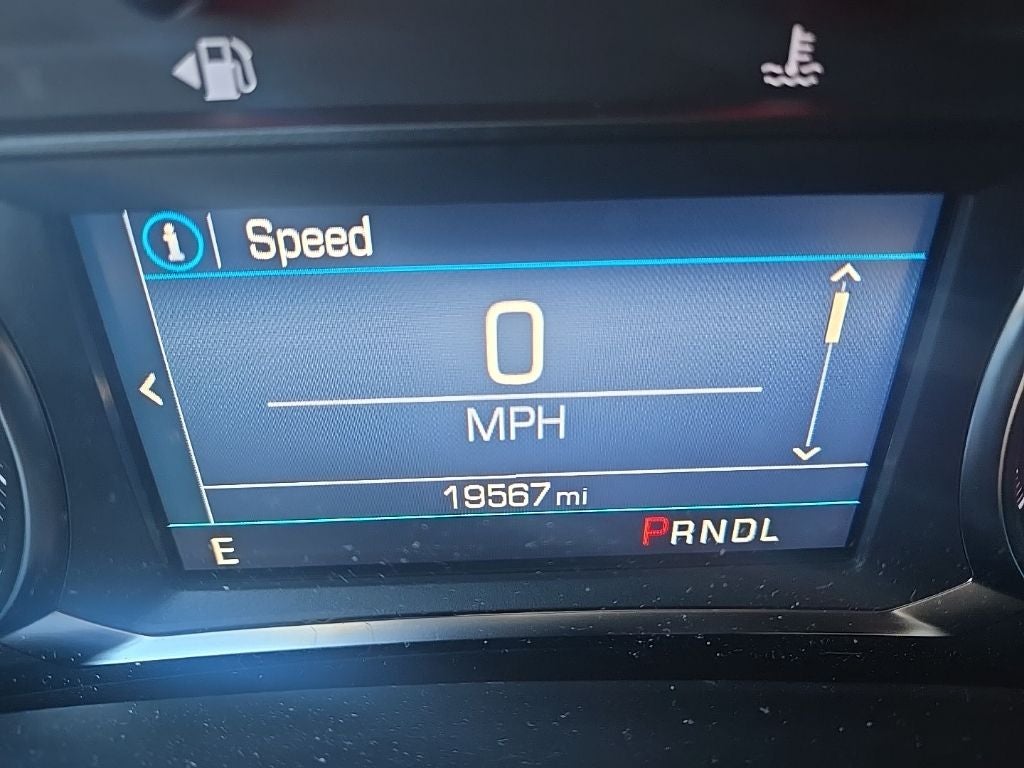 i Speed
0
MPH
19567 mi
E PRNDL